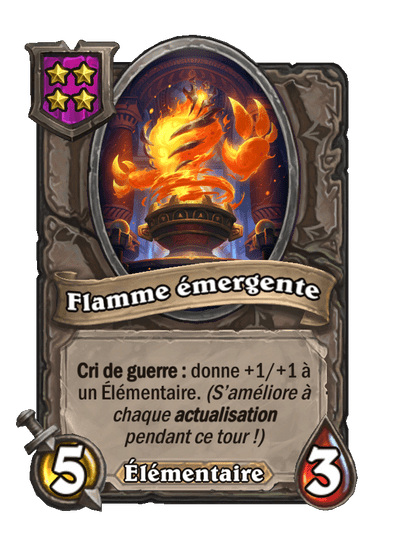 Flamme émergente
Cri de guerre : donne +1/+1 à
un Élémentaire. (S'améliore à
chaque actualisation
pendant ce tour !)
5
Élémentaire
3